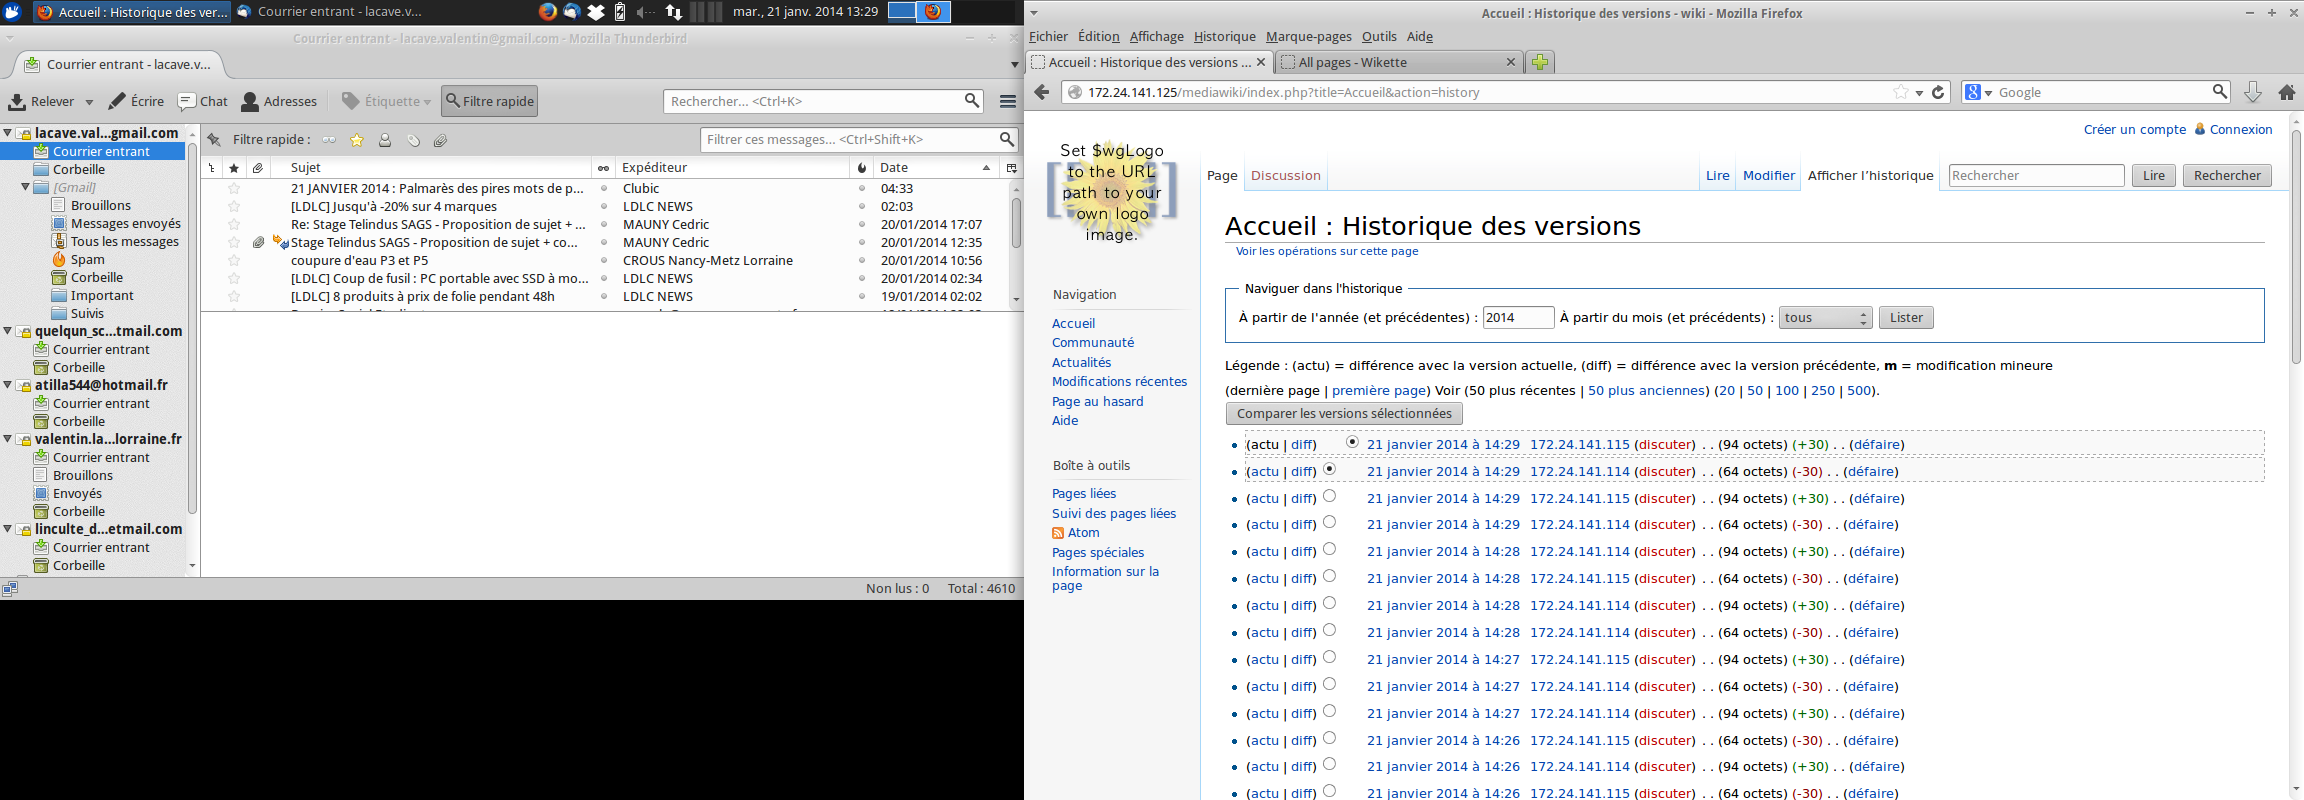 Accueil : Historique des ver...
Courrier entrant - lacave.v...
mar., 21 janv. 2014 13:29
Courrier entrant - lacave.valentin@gmail.com - Mozilla Thunderbird
Courrier entrant - lacave.v...
Relever
Écrire
Chat
Adresses
Étiquette
Filtre rapide
Rechercher... <Ctrl+K>
lacave.val...gmail.com
Courrier entrant
Corbeille
[Gmail]
Brouillons
Messages envoyés
Tous les messages
Spam
Corbeille
Important
Suivis
quelqun_sc...tmail.com
Courrier entrant
Corbeille
atilla544@hotmail.fr
Courrier entrant
Corbeille
valentin.la...lorraine.fr
Courrier entrant
Brouillons
Envoyés
Corbeille
linculte_d...etmail.com
Courrier entrant
Corbeille
Filtre rapide :
Filtrer ces messages... <Ctrl+Shift+K>
Sujet Expéditeur Date
21 JANVIER 2014 : Palmarès des pires mots de p... Clubic 04:33
[LDLC] Jusqu'à -20% sur 4 marques LDLC NEWS 02:03
Re: Stage Telindus SAGS - Proposition de sujet + ... MAUNY Cedric 20/01/2014 17:07
Stage Telindus SAGS - Proposition de sujet + co... MAUNY Cedric 20/01/2014 12:35
coupure d'eau P3 et P5 CROUS Nancy-Metz Lorraine 20/01/2014 10:56
[LDLC] Coup de fusil : PC portable avec SSD à mo... LDLC NEWS 20/01/2014 02:34
[LDLC] 8 produits à prix de folie pendant 48h LDLC NEWS 19/01/2014 02:02
Non lus : 0 Total : 4610
Accueil : Historique des versions - wiki - Mozilla Firefox
Fichier Édition Affichage Historique Marque-pages Outils Aide
Accueil : Historique des versions ...
All pages - Wikette
172.24.141.125/mediawiki/index.php?title=Accueil&action=history
8 Google
Créer un compte Connexion
Set $wgLogo
to the URL
path to your
own logo
image.
Page Discussion
Lire Modifier Afficher l'historique
Rechercher
Lire
Rechercher
Navigation
Accueil
Communauté
Actualités
Modifications récentes
Page au hasard
Aide
Boîte à outils
Pages liées
Suivi des pages liées
Atom
Pages spéciales
Information sur la
page
Accueil : Historique des versions
Voir les opérations sur cette page
Naviguer dans l'historique
À partir de l'année (et précédentes) : 2014 À partir du mois (et précédents) : tous Lister
Légende : (actu) = différence avec la version actuelle, (diff) = différence avec la version précédente, m = modification mineure
(dernière page | première page) Voir (50 plus récentes | 50 plus anciennes) (20 | 50 | 100 | 250 | 500).
Comparer les versions sélectionnées
(actu | diff) 21 janvier 2014 à 14:29 172.24.141.115 (discuter) . . (94 octets) (+30) . . (défaire)
(actu | diff) 21 janvier 2014 à 14:29 172.24.141.114 (discuter) . . (64 octets) (-30) . . (défaire)
(actu | diff) 21 janvier 2014 à 14:29 172.24.141.115 (discuter) . . (94 octets) (+30) . . (défaire)
(actu | diff) 21 janvier 2014 à 14:29 172.24.141.114 (discuter) . . (64 octets) (-30) . . (défaire)
(actu | diff) 21 janvier 2014 à 14:28 172.24.141.114 (discuter) . . (94 octets) (+30) . . (défaire)
(actu | diff) 21 janvier 2014 à 14:28 172.24.141.115 (discuter) . . (64 octets) (-30) . . (défaire)
(actu | diff) 21 janvier 2014 à 14:28 172.24.141.114 (discuter) . . (94 octets) (+30) . . (défaire)
(actu | diff) 21 janvier 2014 à 14:28 172.24.141.114 (discuter) . . (64 octets) (-30) . . (défaire)
(actu | diff) 21 janvier 2014 à 14:27 172.24.141.115 (discuter) . . (94 octets) (+30) . . (défaire)
(actu | diff) 21 janvier 2014 à 14:27 172.24.141.114 (discuter) . . (64 octets) (-30) . . (défaire)
(actu | diff) 21 janvier 2014 à 14:27 172.24.141.114 (discuter) . . (94 octets) (+30) . . (défaire)
(actu | diff) 21 janvier 2014 à 14:26 172.24.141.115 (discuter) . . (64 octets) (-30) . . (défaire)
(actu | diff) 21 janvier 2014 à 14:26 172.24.141.114 (discuter) . . (94 octets) (+30) . . (défaire)
(actu | diff) 21 janvier 2014 à 14:26 172.24.141.115 (discuter) . . (64 octets) (-30) . . (défaire)